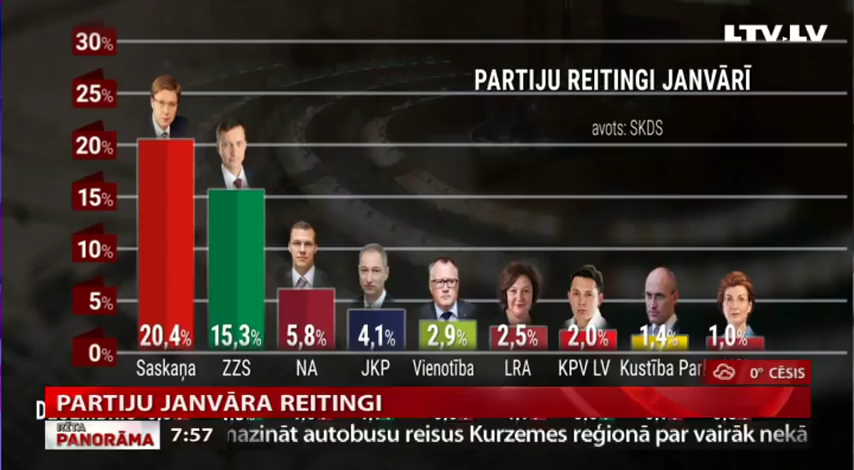 LTV.LV
30%
PARTIJU REITINGI JANVĀRĪ
25%
avots: SKDS
20%
15%
10%
5%
0%
20,4% 15,3% 5,8% 4,1% 2,9% 2,5% 2,0% 1,4% 1,0%
Saskaņa ZZS NA JKP Vienotība LRA KPV LV Kustība Par!
0° CĒSIS
PARTIJU JANVĀRA REITINGI
RĪTA
PANORĀMA 7:57 mazināt autobusu reisus Kurzemes reģionā par vairāk nekā